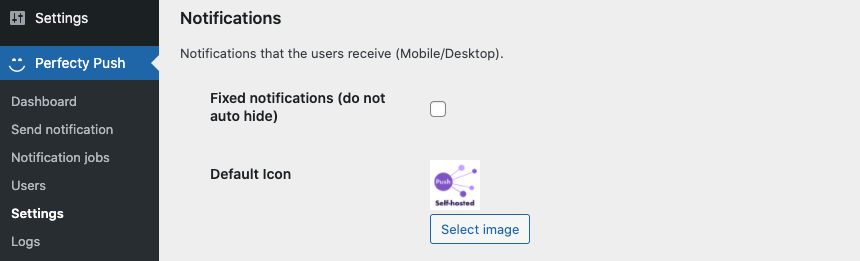 Settings
Perfecty Push
Dashboard
Send notification
Notification jobs
Users
Settings
Logs
Notifications
Notifications that the users receive (Mobile/Desktop).
Fixed notifications (do not
auto hide)
Default Icon
Push
Self-hosted
Select image